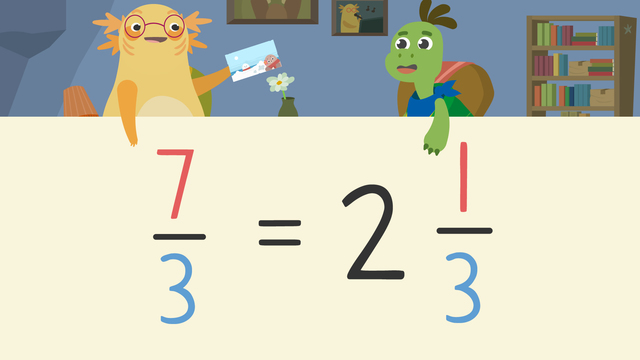 7/3 = 2 1/3